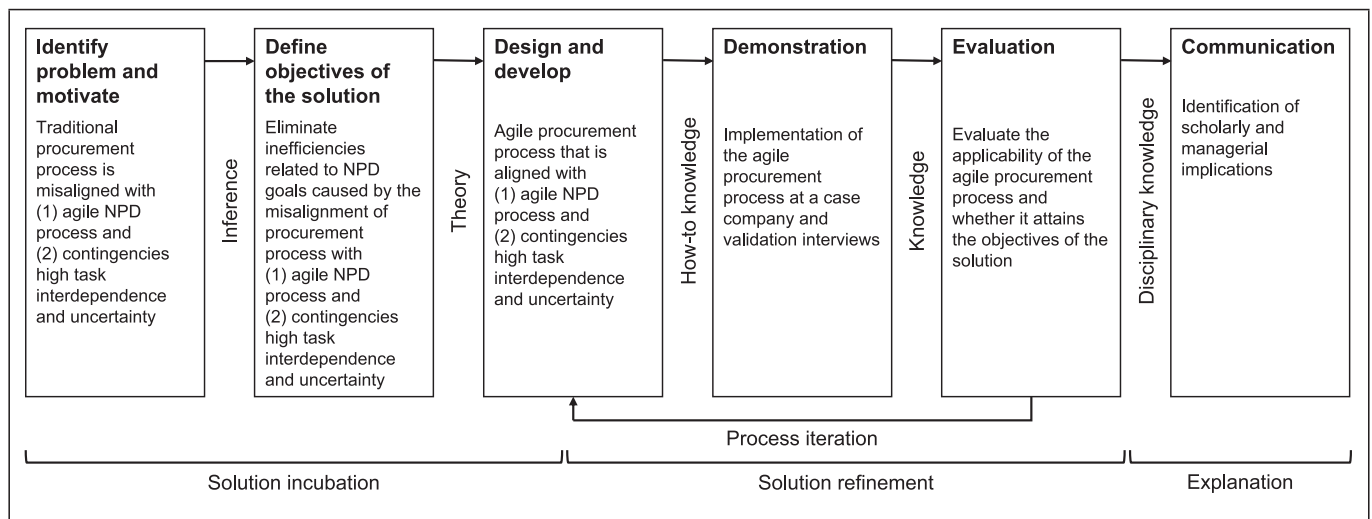 Identify
problem and
motivate
Traditional
procurement
process is
misaligned with
(1) agile NPD
process and
(2) contingencies
high task
interdependence
and uncertainty
Inference
Define
objectives of
the solution
Eliminate
inefficiencies
related to NPD
goals caused by the
misalignment of
procurement
process with
(1) agile NPD
process and
(2) contingencies
high task
interdependence
and uncertainty
Theory
Design and
develop
Agile procurement
process that is
aligned with
(1) agile NPD
process and
(2) contingencies
high task
interdependence
and uncertainty
How-to knowledge
Demonstration
Implementation of
the agile
procurement
process at a case
company and
validation interviews
Knowledge
Evaluation
Evaluate the
applicability of the
agile procurement
process and
whether it attains
the objectives of the
solution
Disciplinary knowledge
Communication
Identification of
scholarly and
managerial
implications
Process iteration
Solution incubation
Solution refinement
Explanation